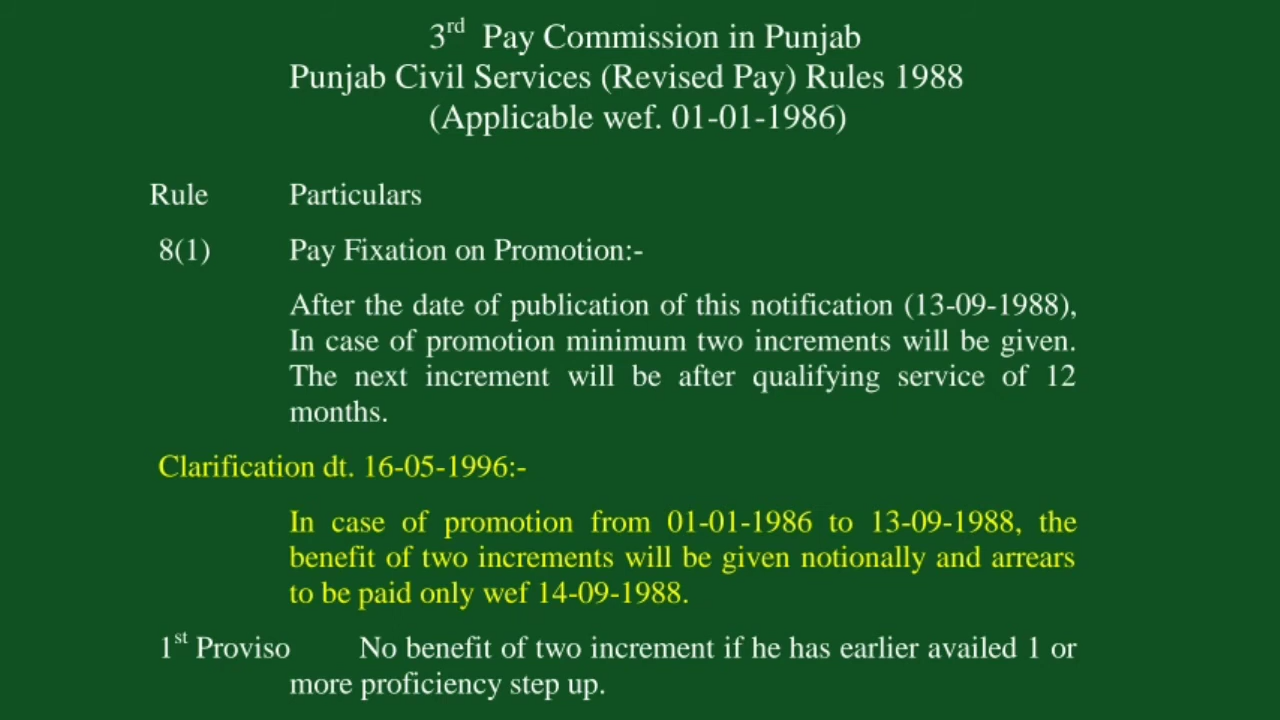 3rd Pay Commission in Punjab
Punjab Civil Services (Revised Pay) Rules 1988
(Applicable wef. 01-01-1986)
Rule Particulars
8(1) Pay Fixation on Promotion:-
After the date of publication of this notification (13-09-1988),
In case of promotion minimum two increments will be given.
The next increment will be after qualifying service of 12
months.
Clarification dt. 16-05-1996:-
In case of promotion from 01-01-1986 to 13-09-1988, the
benefit of two increments will be given notionally and arrears
to be paid only wef 14-09-1988.
1st Proviso No benefit of two increment if he has earlier availed 1 or
more proficiency step up.